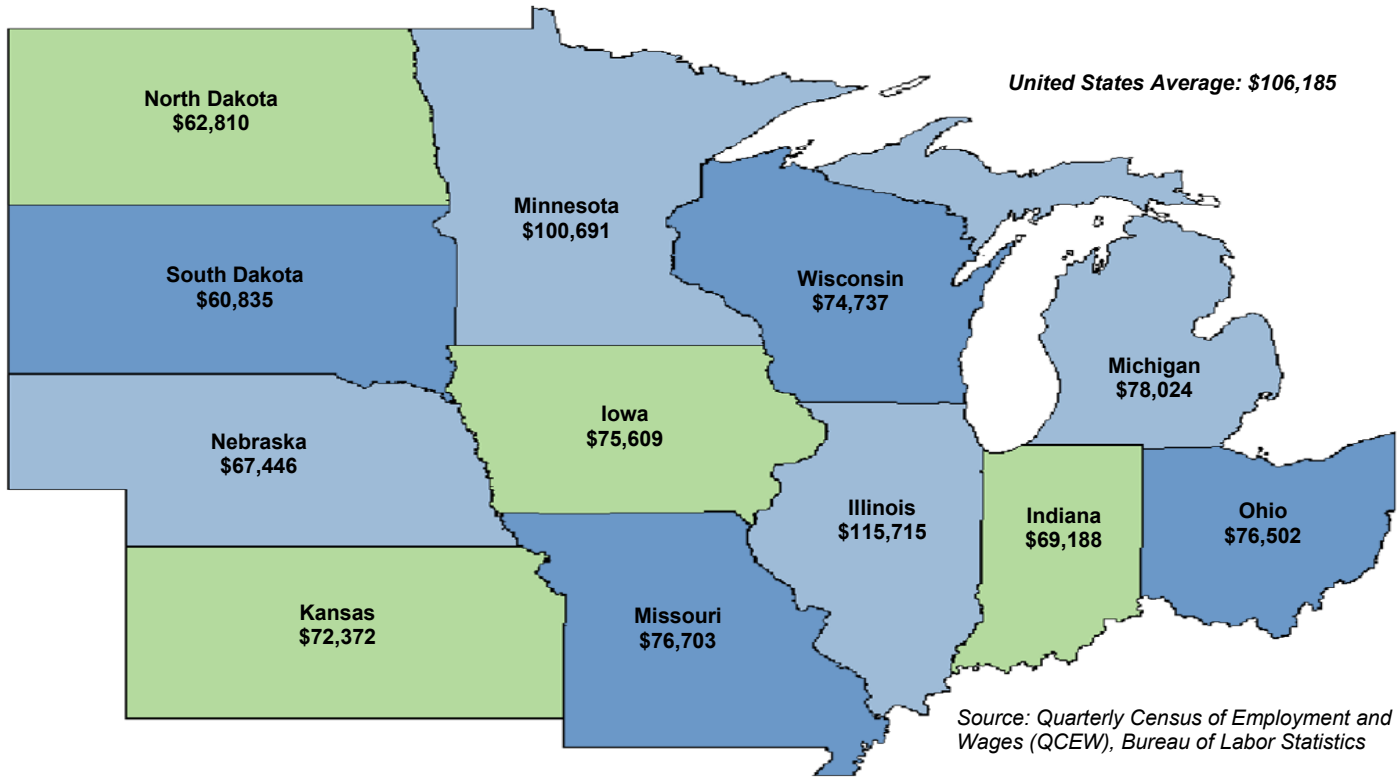 United States Average: $106,185
North Dakota
$62,810
Minnesota
$100,691
South Dakota
$60,835
Wisconsin
$74,737
Michigan
$78,024
Iowa
$75,609
Nebraska
$67,446
Illinois
$115,715
Indiana
$69,188
Ohio
$76,502
Kansas
$72,372
Missouri
$76,703
Source: Quarterly Census of Employment and
Wages (QCEW), Bureau of Labor Statistics